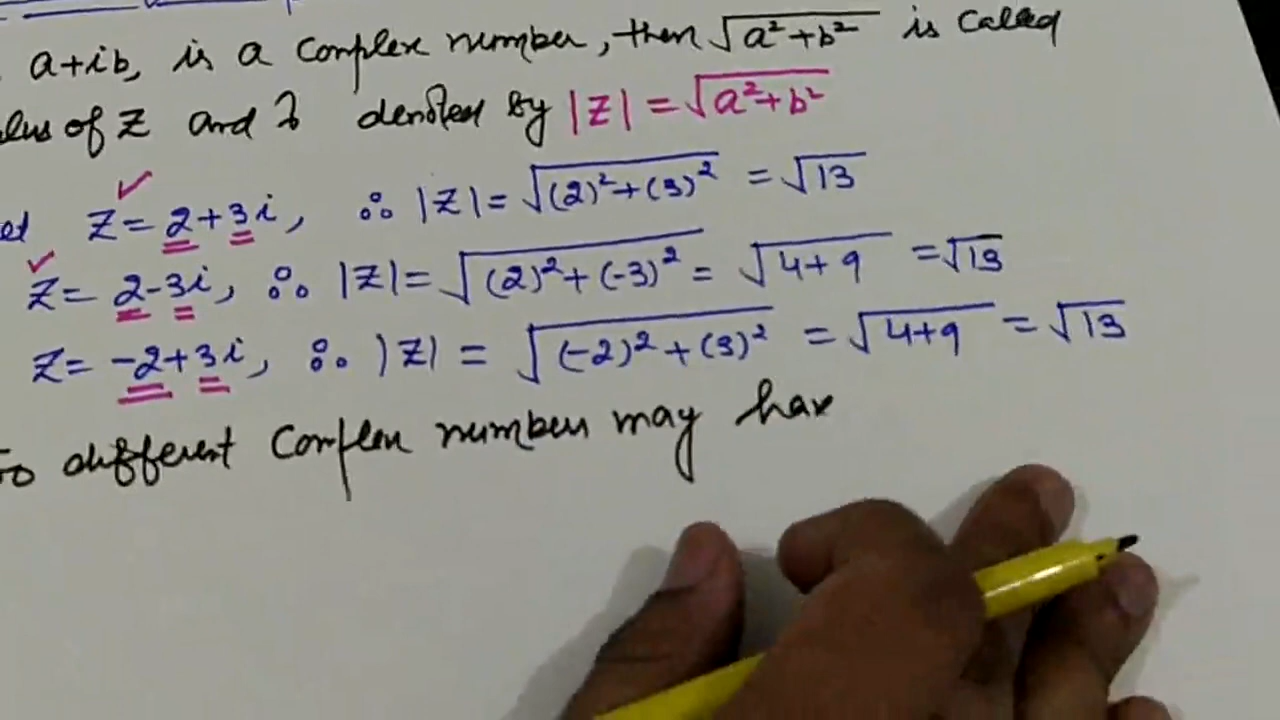 a+ib, is a complex number, then √a²+b² is called
of Z and denoted by |Z| = √a²+b²
Z = 2+3i, ∴ |Z| = √(2)²+(3)² = √13
Z = 2-3i, ∴ |Z| = √(2)²+(-3)² = √4+9 = √13
Z = -2+3i, ∴ |Z| = √(-2)²+(3)² = √4+9 = √13
different Complex numbers may hav